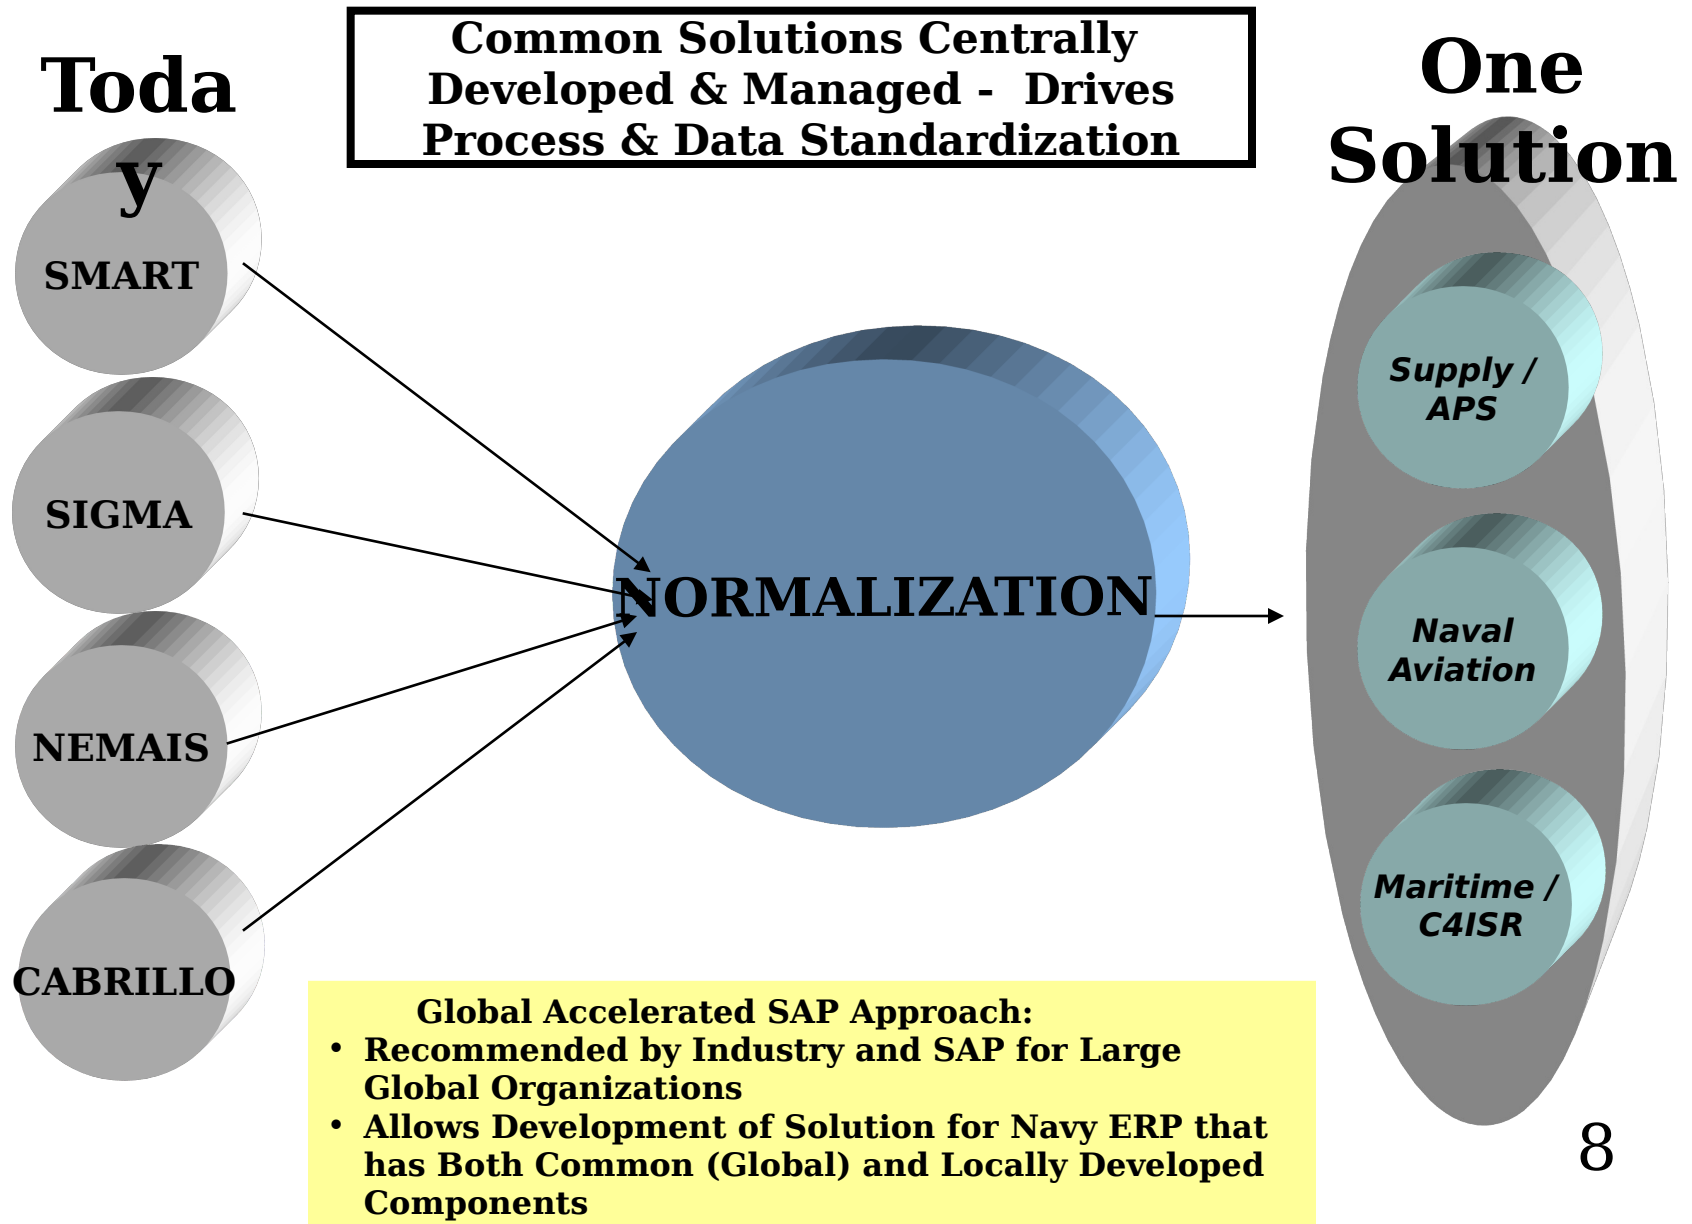 Toda
y
Common Solutions Centrally
Developed & Managed -  Drives
Process & Data Standardization
One
Solution
SMART
SIGMA
NEMAIS
CABRILLO
NORMALIZATION
Supply /
APS
Naval
Aviation
Maritime /
C4ISR
Global Accelerated SAP Approach:
• Recommended by Industry and SAP for Large
Global Organizations
• Allows Development of Solution for Navy ERP that
has Both Common (Global) and Locally Developed
Components
8